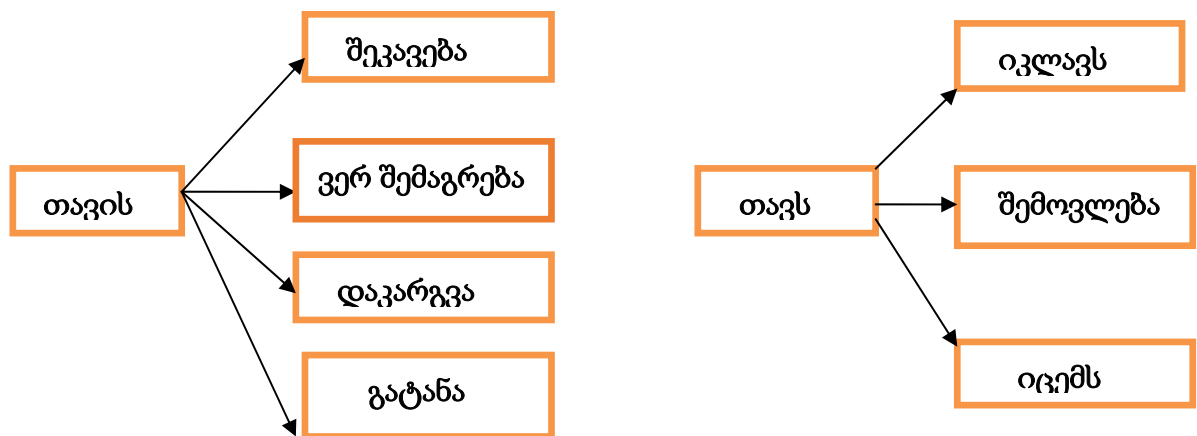 თავის
შეკავება
ვერ შემაგრება
დაკარგვა
გატანა
თავს
იკლავს
შემოვლება
იცემს